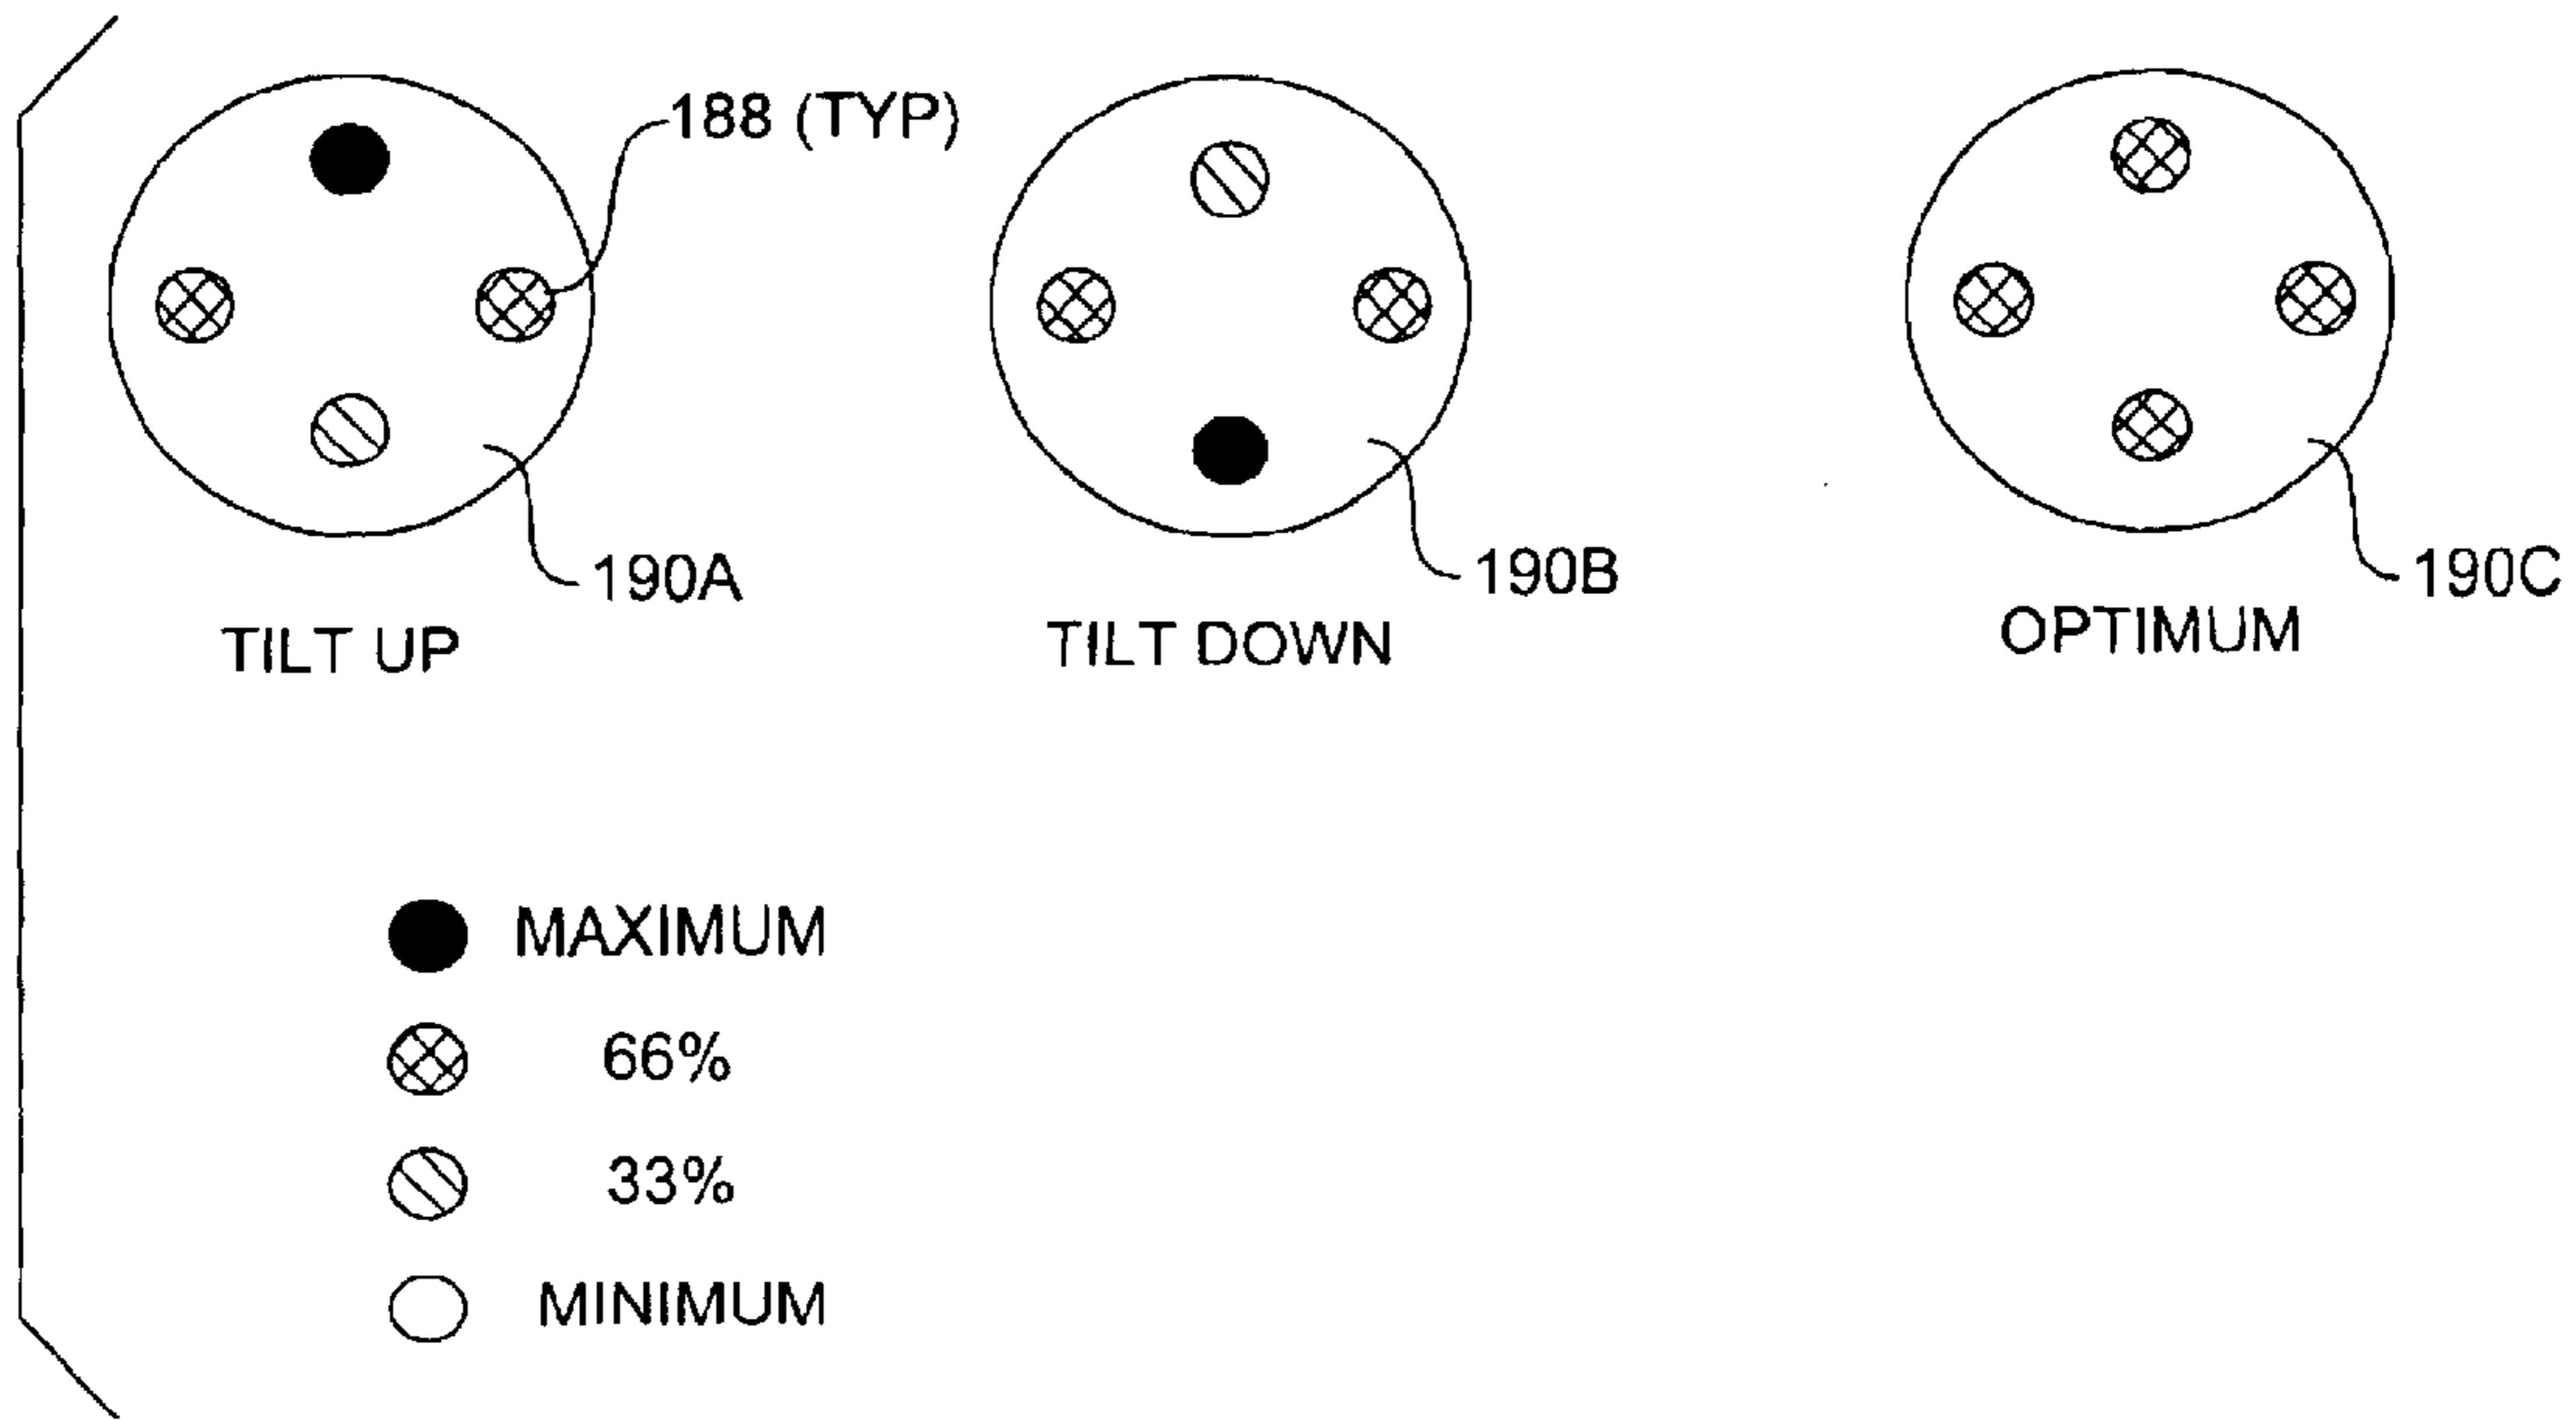 188 (TYP)
190A
190B
190C
TILT UP
TILT DOWN
OPTIMUM
MAXIMUM
66%
33%
MINIMUM